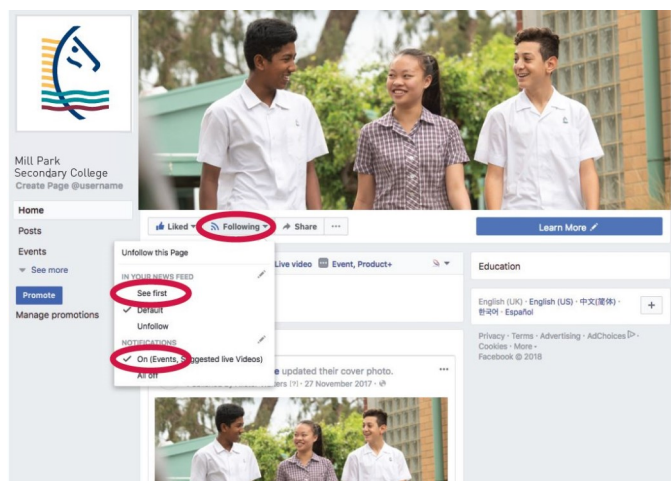 Mill Park
Secondary College
Create Page @username
Home
Posts
Events
See more
Promote
Manage promotions
Liked
Following
Share
Learn More
Unfollow this Page
IN YOUR NEWS FEED
See first
Default
Unfollow
NOTIFICATIONS
On (Events, Suggested live Videos)
All off
Live video
Event, Product+
updated their cover photo.
27 November 2017
Education
English (UK) · English (US) · 中文(简体) ·
한국어 · Español
Privacy · Terms · Advertising · AdChoices ·
Cookies · More
Facebook © 2018